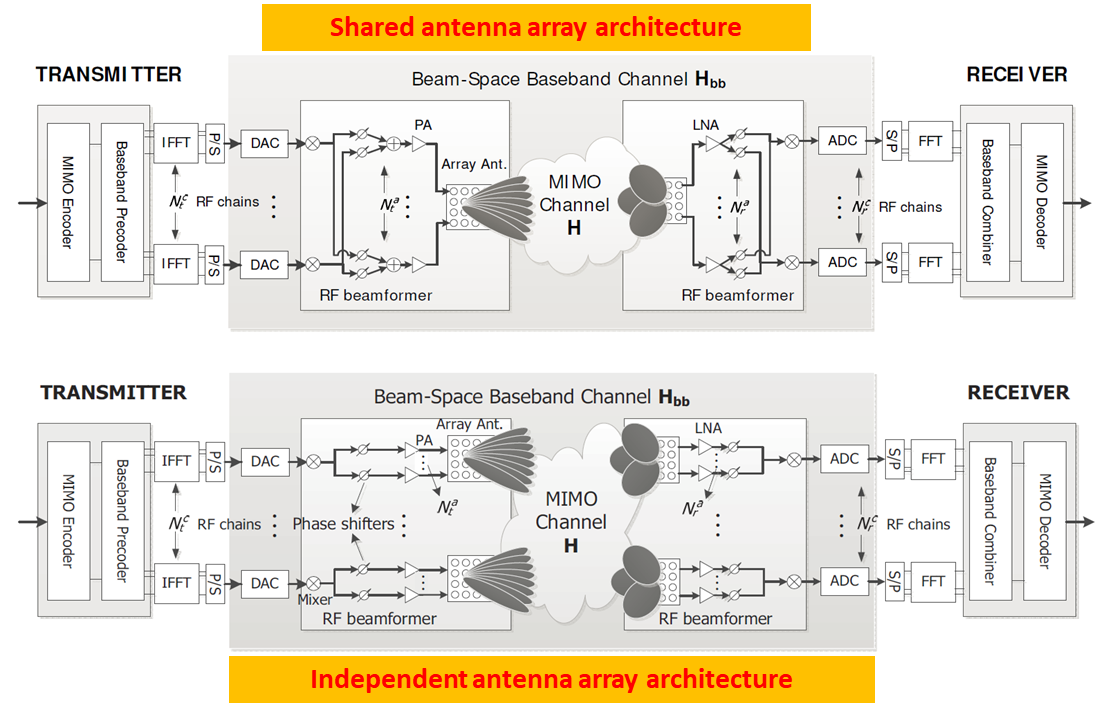 Shared antenna array architecture
TRANSMITTER
Beam-Space Baseband Channel Hbb
RECEIVER
MIMO Encoder
Baseband Precoder
IFFT
P/S
DAC
PA
Array Ant.
LNA
ADC
S/P
FFT
Baseband Combiner
MIMO Decoder
Ntc RF chains
Nta
MIMO
Channel
H
Nra
Nrc RF chains
IFFT
P/S
DAC
RF beamformer
RF beamformer
ADC
S/P
FFT
TRANSMITTER
Beam-Space Baseband Channel Hbb
RECEIVER
MIMO Encoder
Baseband Precoder
IFFT
P/S
DAC
PA
Array Ant.
LNA
ADC
S/P
FFT
Baseband Combiner
MIMO Decoder
Ntc RF chains
Phase shifters
Nta
MIMO
Channel
H
Nra
Nrc RF chains
IFFT
P/S
DAC
Mixer
RF beamformer
RF beamformer
ADC
S/P
FFT
Independent antenna array architecture